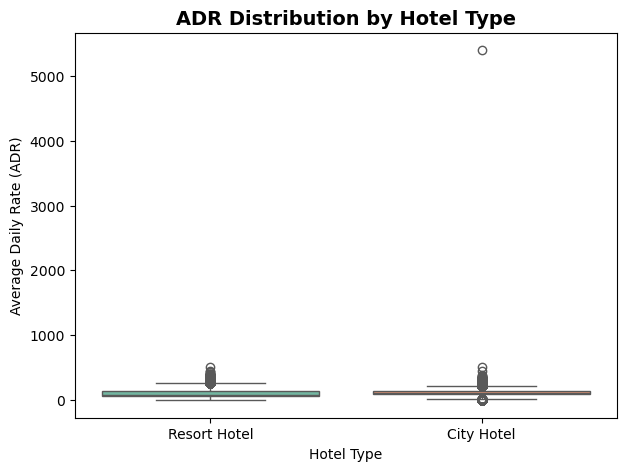 ADR Distribution by Hotel Type
Average Daily Rate (ADR)
5000
4000
3000
2000
1000
0
Resort Hotel
City Hotel
Hotel Type